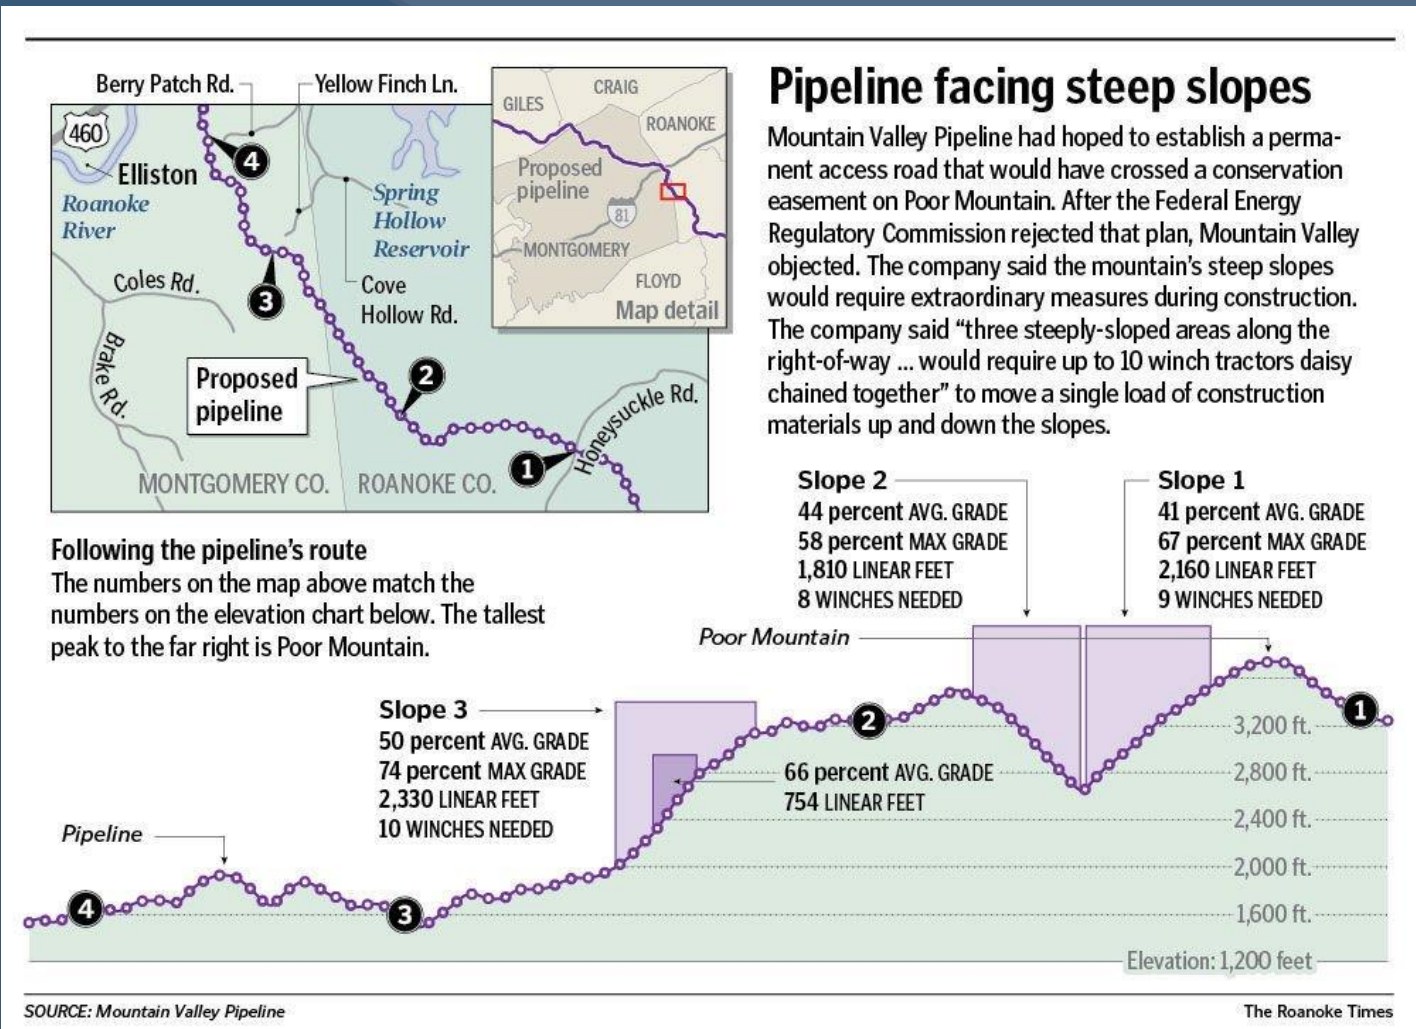 Berry Patch Rd.
Yellow Finch Ln.
460
Elliston
Roanoke
River
4
Spring
Hollow
Reservoir
Coles Rd.
3
Cove
Hollow Rd.
Brake Rd.
Proposed
pipeline
2
Honeysuckle Rd.
1
MONTGOMERY CO.
ROANOKE CO.
CRAIG
GILES
ROANOKE
Proposed
pipeline
81
MONTGOMERY
FLOYD
Map detail
Pipeline facing steep slopes
Mountain Valley Pipeline had hoped to establish a perma-
nent access road that would have crossed a conservation
easement on Poor Mountain. After the Federal Energy
Regulatory Commission rejected that plan, Mountain Valley
objected. The company said the mountain's steep slopes
would require extraordinary measures during construction.
The company said “three steeply-sloped areas along the
right-of-way ... would require up to 10 winch tractors daisy
chained together” to move a single load of construction
materials up and down the slopes.
Following the pipeline's route
The numbers on the map above match the
numbers on the elevation chart below. The tallest
peak to the far right is Poor Mountain.
Slope 2
44 percent AVG. GRADE
58 percent MAX GRADE
1,810 LINEAR FEET
8 WINCHES NEEDED
Slope 1
41 percent AVG. GRADE
67 percent MAX GRADE
2,160 LINEAR FEET
9 WINCHES NEEDED
Poor Mountain
Slope 3
50 percent AVG. GRADE
74 percent MAX GRADE
2,330 LINEAR FEET
10 WINCHES NEEDED
66 percent AVG. GRADE
754 LINEAR FEET
Pipeline
4
3
2
1
3,200 ft.
2,800 ft.
2,400 ft.
2,000 ft.
1,600 ft.
Elevation: 1,200 feet
SOURCE: Mountain Valley Pipeline
The Roanoke Times